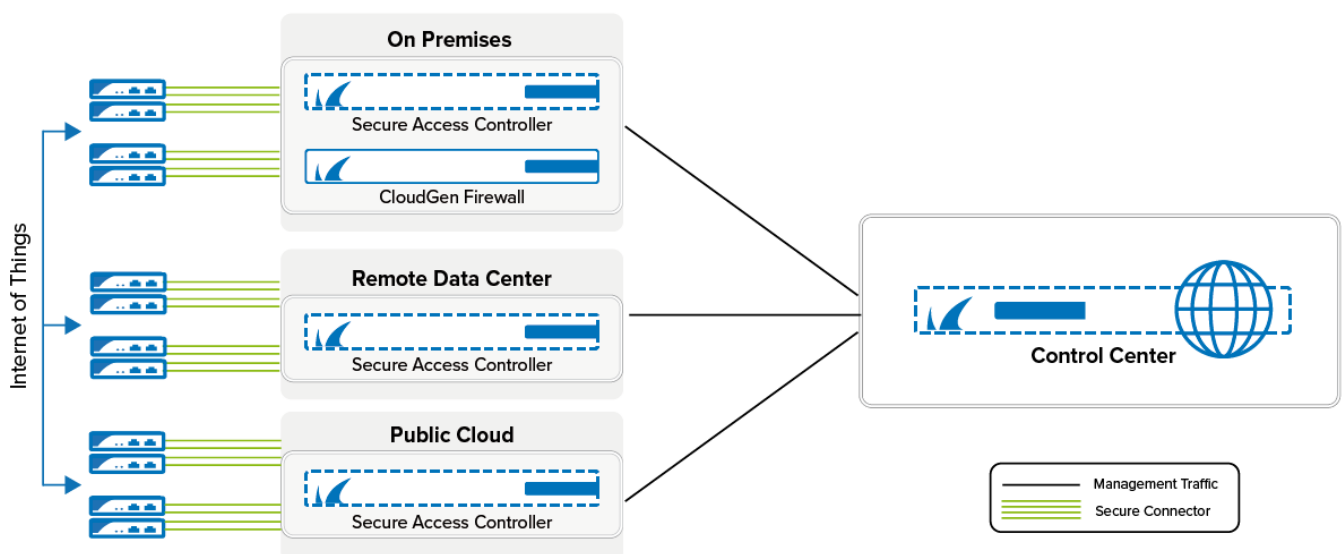 Internet of Things
On Premises
Secure Access Controller
CloudGen Firewall
Remote Data Center
Secure Access Controller
Public Cloud
Secure Access Controller
Control Center
Management Traffic
Secure Connector